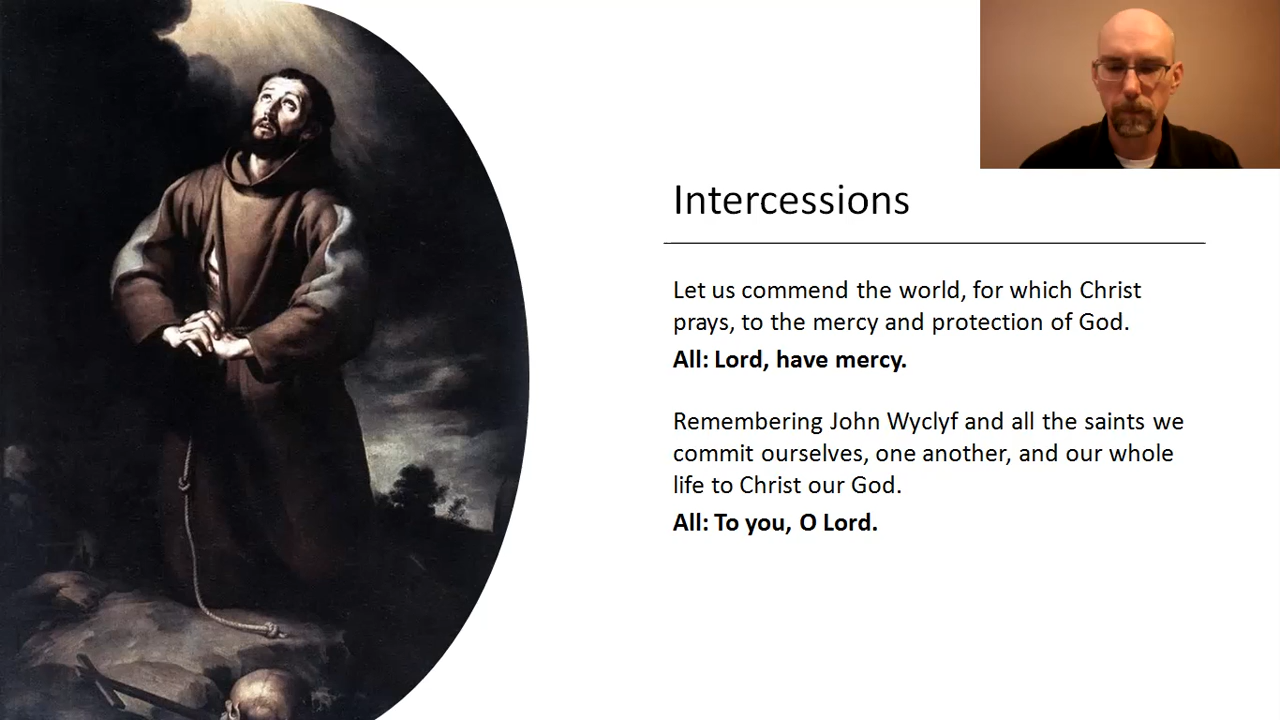 Intercessions
Let us commend the world, for which Christ
prays, to the mercy and protection of God.
All: Lord, have mercy.
Remembering John Wyclyf and all the saints we
commit ourselves, one another, and our whole
life to Christ our God.
All: To you, O Lord.